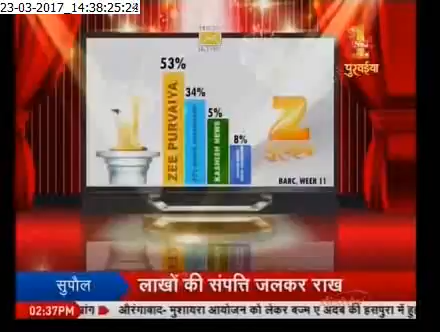 23-03-2017_14:38:25:24
पुरवईया
53%
34%
5%
8%
ZEE PURVAIYA
KASHISH NEWS
BARC, WEEK 11
सुपौल
लाखों की संपत्ति जलकर राख
02:37PM
औरंगाबाद- मुशायरा आयोजन को लेकर बज्म ए अदब की हसपुरा में